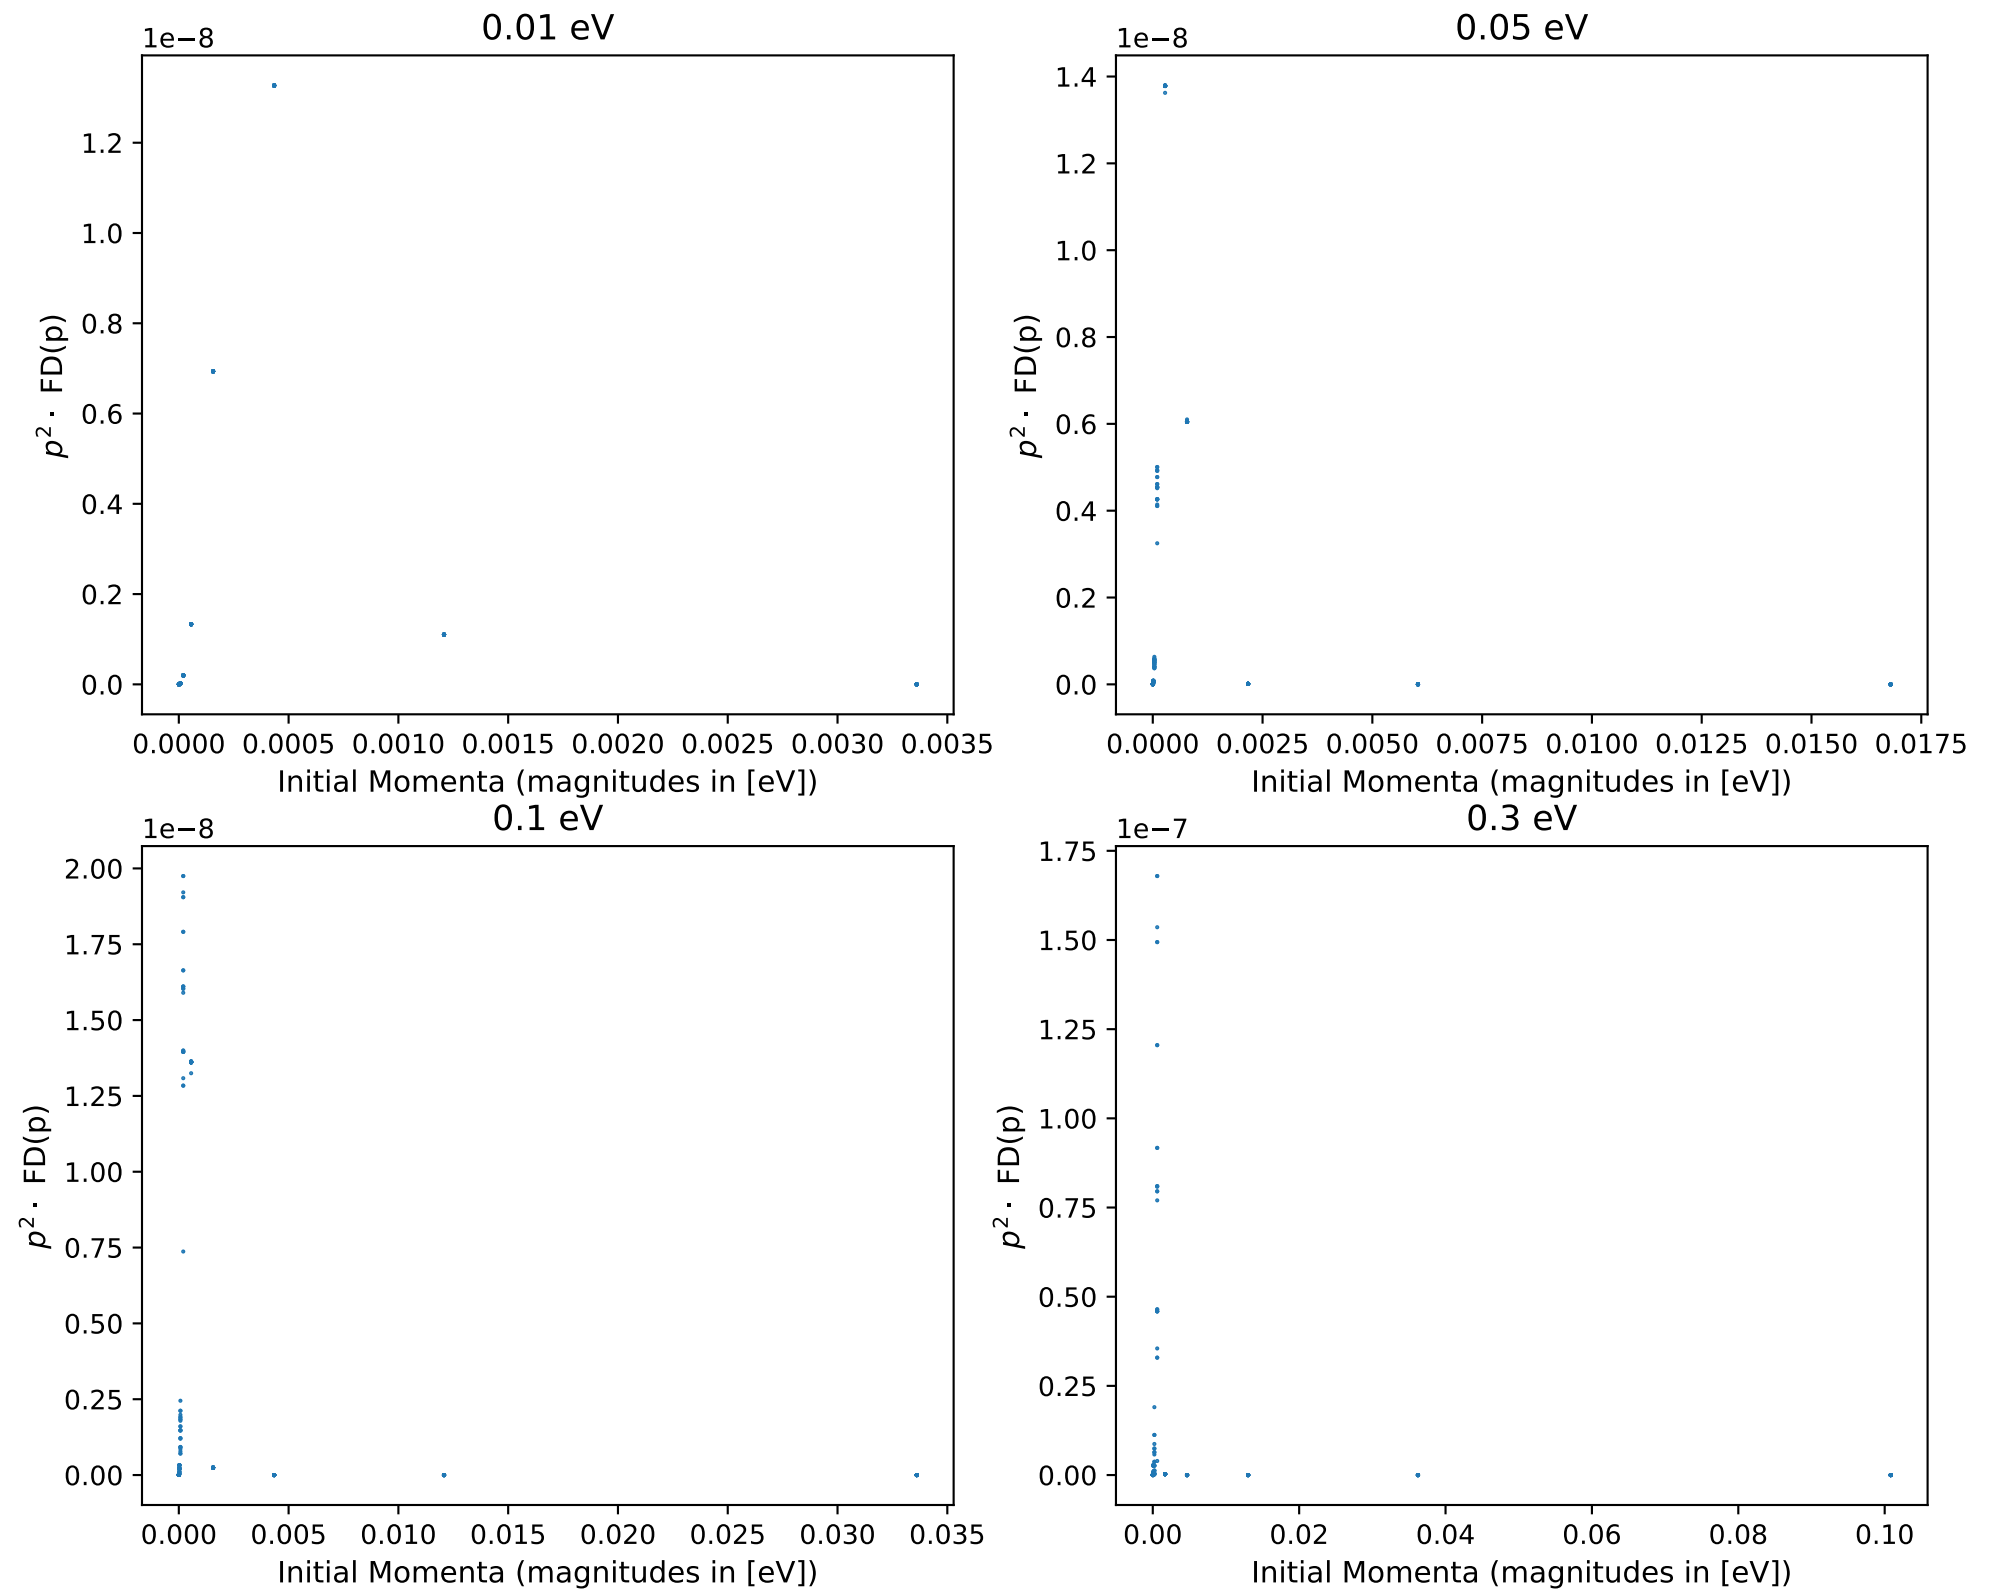 0.01 eV
1e−8
1.2
1.0
0.8
0.6
0.4
0.2
0.0
p² · FD(p)
0.0000 0.0005 0.0010 0.0015 0.0020 0.0025 0.0030 0.0035
Initial Momenta (magnitudes in [eV])
0.05 eV
1e−8
1.4
1.2
1.0
0.8
0.6
0.4
0.2
0.0
p² · FD(p)
0.0000 0.0025 0.0050 0.0075 0.0100 0.0125 0.0150 0.0175
Initial Momenta (magnitudes in [eV])
0.1 eV
1e−8
2.00
1.75
1.50
1.25
1.00
0.75
0.50
0.25
0.00
p² · FD(p)
0.000 0.005 0.010 0.015 0.020 0.025 0.030 0.035
Initial Momenta (magnitudes in [eV])
0.3 eV
1e−7
1.75
1.50
1.25
1.00
0.75
0.50
0.25
0.00
p² · FD(p)
0.00 0.02 0.04 0.06 0.08 0.10
Initial Momenta (magnitudes in [eV])